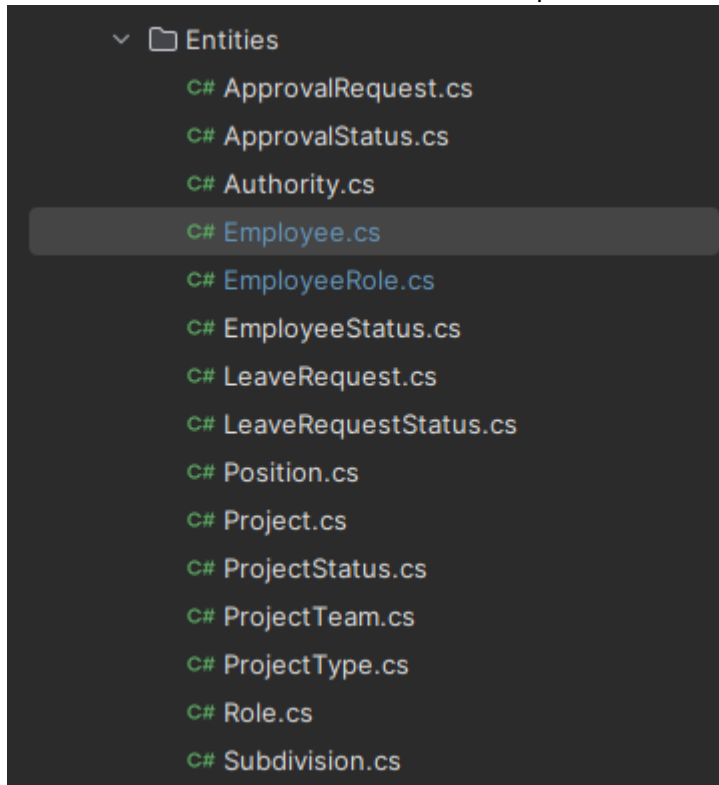 Entities
C# ApprovalRequest.cs
C# ApprovalStatus.cs
C# Authority.cs
C# Employee.cs
C# EmployeeRole.cs
C# EmployeeStatus.cs
C# LeaveRequest.cs
C# LeaveRequestStatus.cs
C# Position.cs
C# Project.cs
C# ProjectStatus.cs
C# ProjectTeam.cs
C# ProjectType.cs
C# Role.cs
C# Subdivision.cs